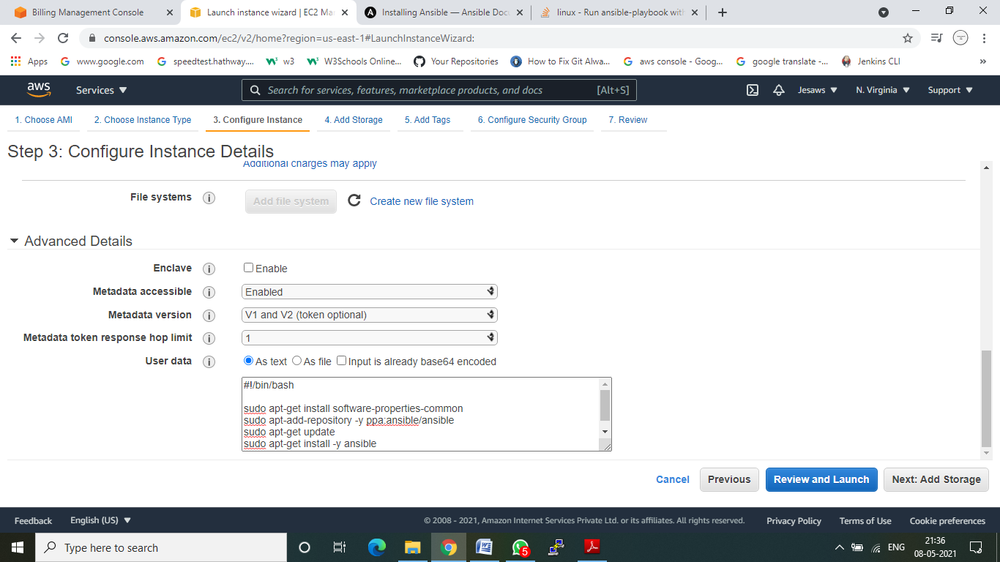 Billing Management Console
Launch instance wizard | EC2 Ma
Installing Ansible — Ansible Doc
linux - Run ansible-playbook with
console.aws.amazon.com/ec2/v2/home?region=us-east-1#LaunchInstanceWizard:
Apps
www.google.com
speedtest.hathway....
w3
W3Schools Online...
Your Repositories
How to Fix Git Alwa...
aws console - Goog...
google translate -...
Jenkins CLI
»
aws
Services
Search for services, features, marketplace products, and docs
[Alt+S]
Jesaws
N. Virginia
Support
1. Choose AMI
2. Choose Instance Type
3. Configure Instance
4. Add Storage
5. Add Tags
6. Configure Security Group
7. Review
Step 3: Configure Instance Details
Additional charges may apply
File systems
Add file system
Create new file system
Advanced Details
Enclave
Enable
Metadata accessible
Enabled
Metadata version
V1 and V2 (token optional)
Metadata token response hop limit
1
User data
As text
As file
Input is already base64 encoded
#!/bin/bash
sudo apt-get install software-properties-common
sudo apt-add-repository -y ppa:ansible/ansible
sudo apt-get update
sudo apt-get install -y ansible
Cancel
Previous
Review and Launch
Next: Add Storage
Feedback
English (US)
© 2008 - 2021, Amazon Internet Services Private Ltd. or its affiliates. All rights reserved.
Privacy Policy
Terms of Use
Cookie preferences
Type here to search
5
ENG
21:36
08-05-2021